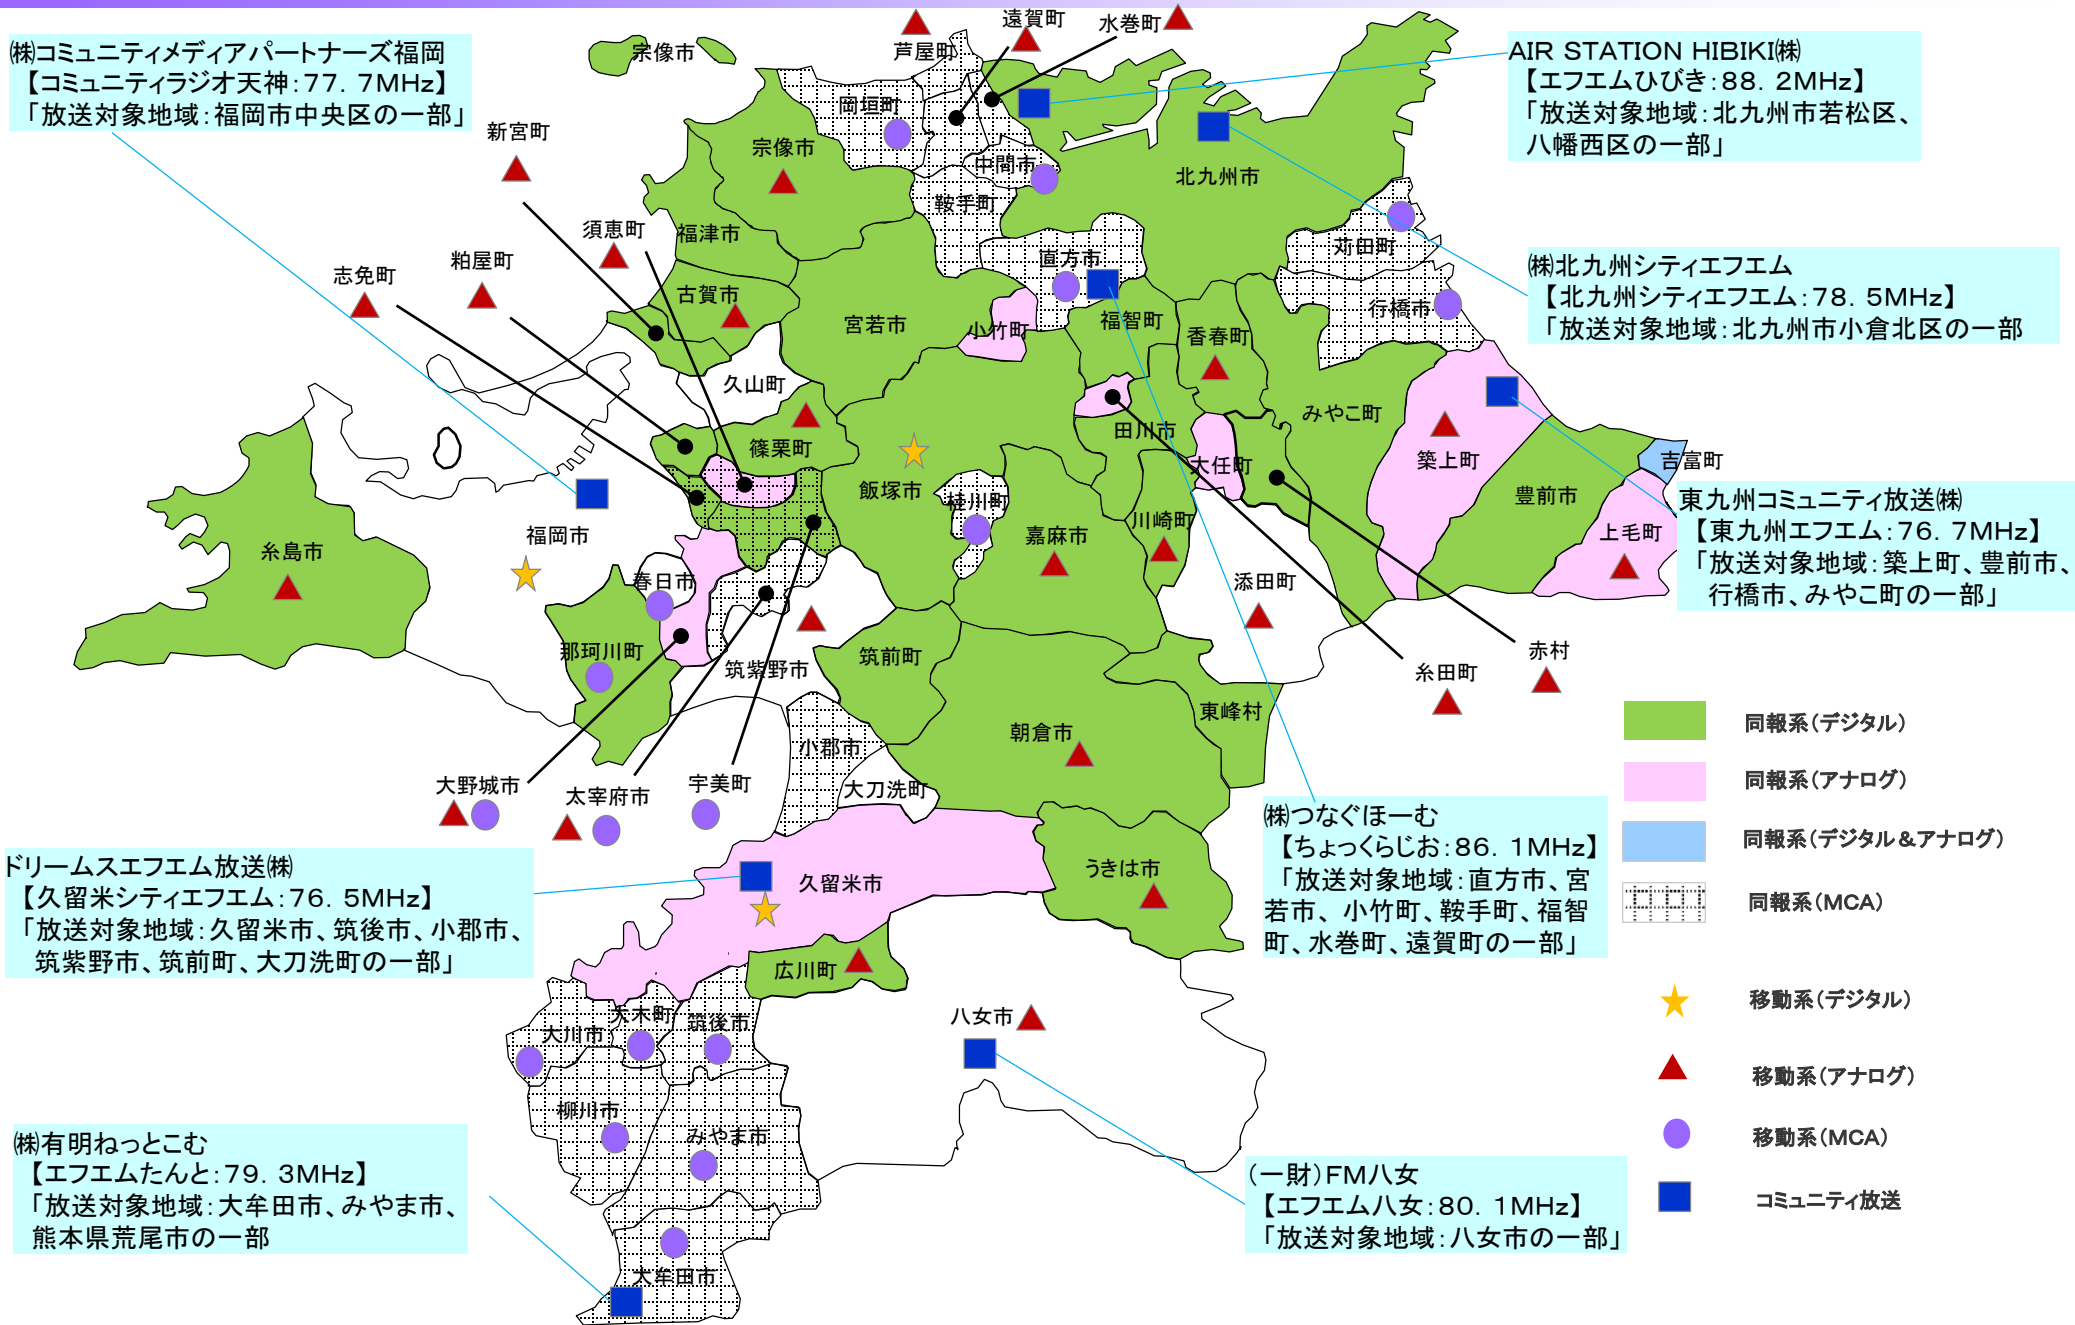 ㈱コミュニティメディアパートナーズ福岡
【コミュニティラジオ天神：77．7MHz】
「放送対象地域：福岡市中央区の一部」
宗像市
芦屋町
遠賀町
水巻町
AIR STATION HIBIKI㈱
【エフエムひびき：88．2MHz】
「放送対象地域：北九州市若松区、
八幡西区の一部」
新宮町
岡垣町
宗像市
中間市
北九州市
鞍手町
須恵町
福津市
苅田町
志免町
粕屋町
古賀市
直方市
㈱北九州シティエフエム
【北九州シティエフエム：78．5MHz】
「放送対象地域：北九州市小倉北区の一部
行橋市
宮若市
小竹町
福智町
香春町
久山町
みやこ町
篠栗町
田川市
築上町
吉富町
飯塚市
大任町
豊前市
桂川町
川崎町
東九州コミュニティ放送㈱
【東九州エフエム：76．7MHz】
「放送対象地域：築上町、豊前市、
行橋市、みやこ町の一部」
上毛町
福岡市
嘉麻市
糸島市
春日市
添田町
那珂川町
筑紫野市
筑前町
赤村
糸田町
東峰村
朝倉市
小郡市
大刀洗町
大野城市
太宰府市
宇美町
同報系（デジタル）
同報系（アナログ）
同報系（デジタル＆アナログ）
同報系（MCA）
移動系（デジタル）
移動系（アナログ）
移動系（MCA）
コミュニティ放送
㈱つなぐほーむ
【ちょっくらじお：86．1MHz】
「放送対象地域：直方市、宮
若市、小竹町、鞍手町、福智
町、水巻町、遠賀町の一部」
ドリームスエフエム放送㈱
【久留米シティエフエム：76．5MHz】
「放送対象地域：久留米市、筑後市、小郡市、
筑紫野市、筑前町、大刀洗町の一部」
久留米市
うきは市
広川町
八女市
大川市
大木町
筑後市
柳川市
みやま市
㈱有明ねっとこむ
【エフエムたんと：79．3MHz】
「放送対象地域：大牟田市、みやま市、
熊本県荒尾市の一部
（一財）FM八女
【エフエム八女：80．1MHz】
「放送対象地域：八女市の一部」
大牟田市